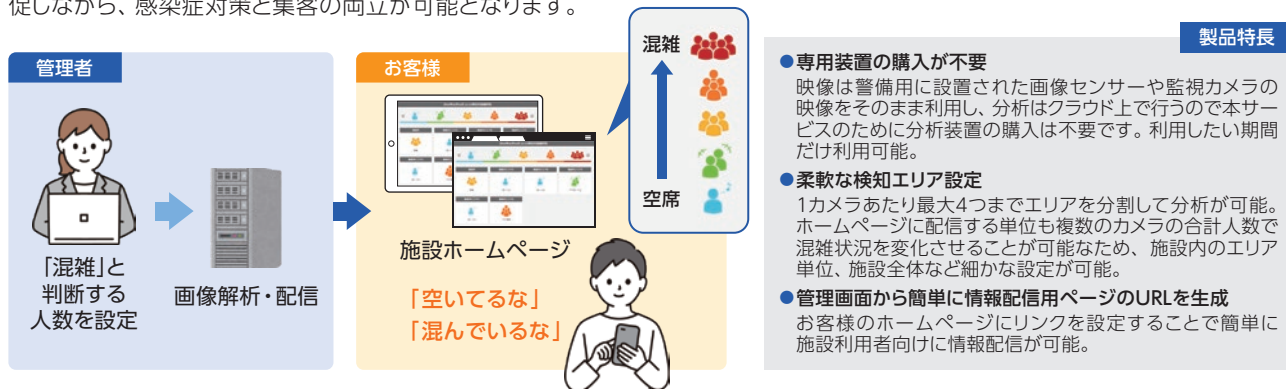 促しながら、感染症対策と集客の両立が可能となります。
管理者
「混雑」と
判断する
人数を設定
画像解析・配信
お客様
施設ホームページ
「空いてるな」
「混んでいるな」
混雑
空席
製品特長
●専用装置の購入が不要
映像は警備用に設置された画像センサーや監視カメラの
映像をそのまま利用し、分析はクラウド上で行うので本サー
ビスのために分析装置の購入は不要です。利用したい期間
だけ利用可能。
●柔軟な検知エリア設定
1カメラあたり最大4つまでエリアを分割して分析が可能。
ホームページに配信する単位も複数のカメラの合計人数で
混雑状況を変化させることが可能なため、施設内のエリア
単位、施設全体など細かな設定が可能。
●管理画面から簡単に情報配信用ページのURLを生成
お客様のホームページにリンクを設定することで簡単に
施設利用者向けに情報配信が可能。